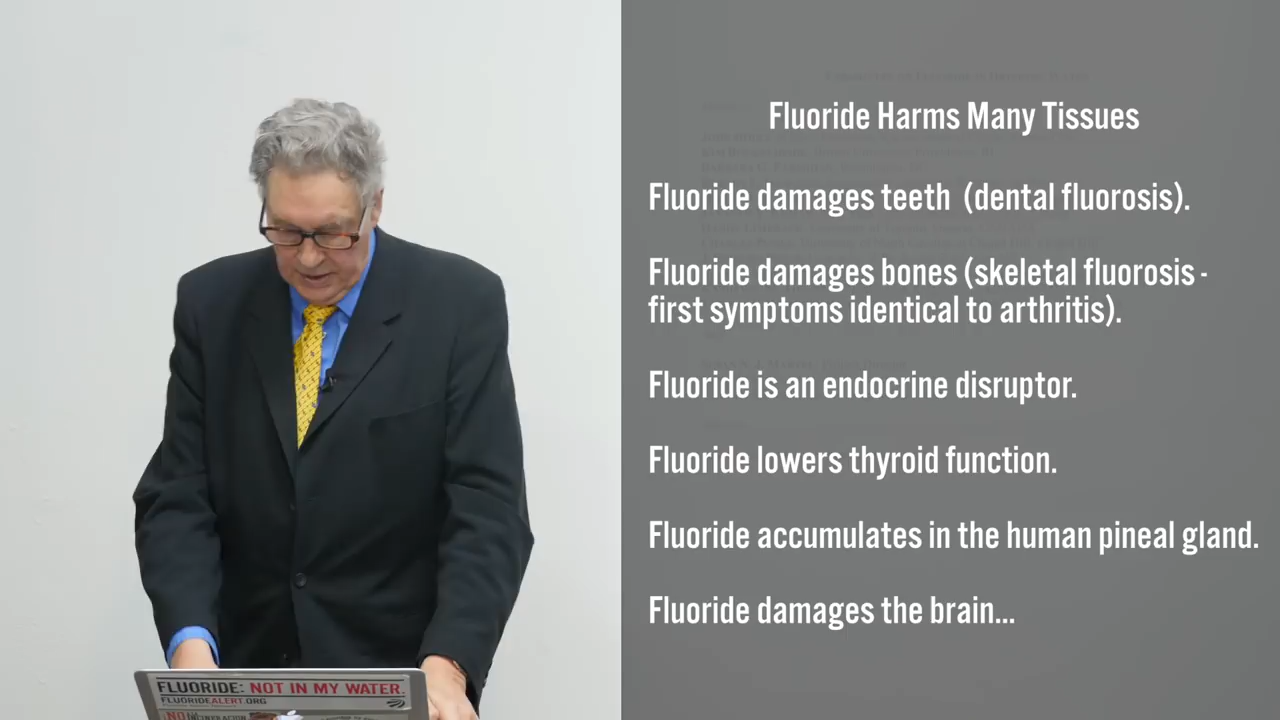 Fluoride Harms Many Tissues
Fluoride damages teeth (dental fluorosis).
Fluoride damages bones (skeletal fluorosis -
first symptoms identical to arthritis).
Fluoride is an endocrine disruptor.
Fluoride lowers thyroid function.
Fluoride accumulates in the human pineal gland.
Fluoride damages the brain...
FLUORIDE: NOT IN MY WATER.
FLUORIDEALERT.ORG